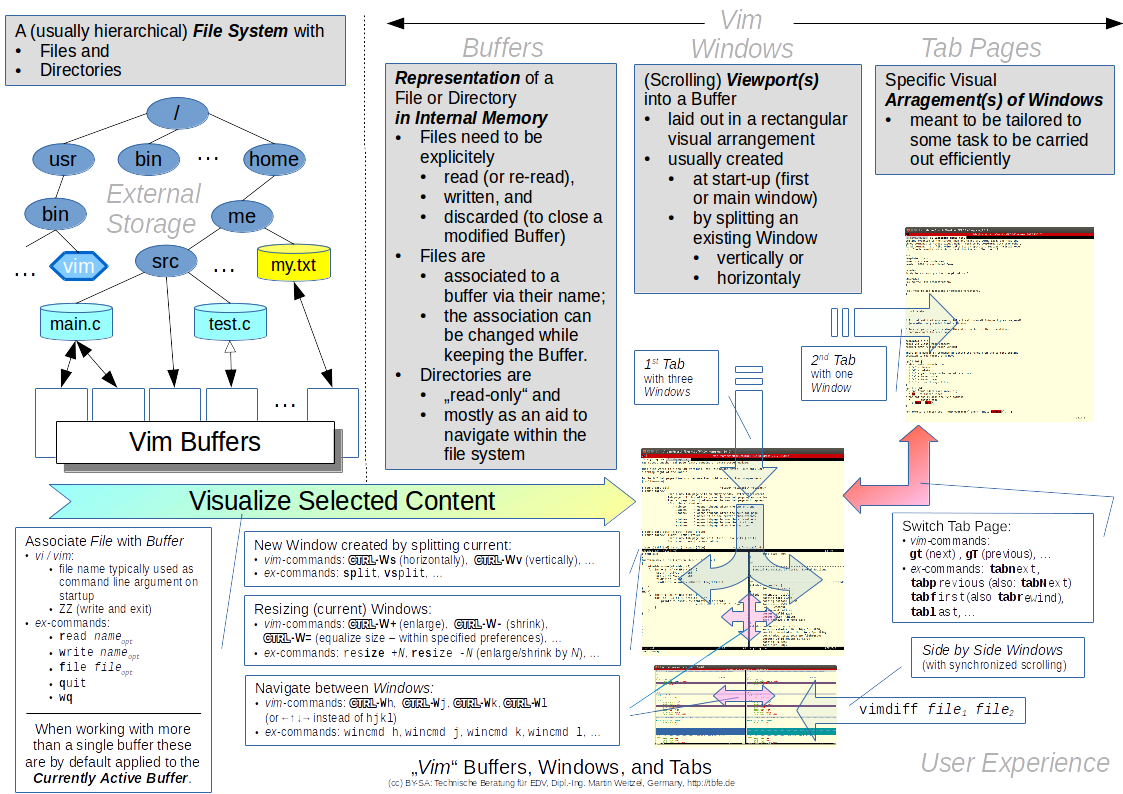 A (usually hierarchical) File System with
• Files and
• Directories
/
usr
bin
...
home
External
Storage
bin
me
...
vim
src
...
my.txt
main.c
test.c
...
Vim Buffers
Vim
Buffers
Windows
Tab Pages
Representation of a
File or Directory
in Internal Memory
• Files need to be
explicitely
• read (or re-read),
• written, and
• discarded (to close a
modified Buffer)
• Files are
• associated to a
buffer via their name;
• the association can
be changed while
keeping the Buffer.
• Directories are
• „read-only“ and
• mostly as an aid to
navigate within the
file system
(Scrolling) Viewport(s)
into a Buffer
• laid out in a rectangular
visual arrangement
• usually created
• at start-up (first
or main window)
• by splitting an
existing Window
• vertically or
• horizontaly
Specific Visual
Arragement(s) of Windows
• meant to be tailored to
some task to be carried
out efficiently
1st Tab
with three
Windows
2nd Tab
with one
Window
Visualize Selected Content
Associate File with Buffer
• vi / vim:
• file name typically used as
command line argument on
startup
• ZZ (write and exit)
• ex-commands:
• read name opt
• write name opt
• file file opt
• quit
• wq
When working with more
than a single buffer these
are by default applied to the
Currently Active Buffer.
New Window created by splitting current:
• vim-commands: CTRL-Ws (horizontally), CTRL-Wv (vertically), ...
• ex-commands: split, vsplit, ...
Resizing (current) Windows:
• vim-commands: CTRL-W+ (enlarge), CTRL-W- (shrink),
CTRL-W= (equalize size – within specified preferences), ...
• ex-commands: resize +N, resize -N (enlarge/shrink by N), ...
Navigate between Windows:
• vim-commands: CTRL-Wh, CTRL-Wj, CTRL-Wk, CTRL-Wl
(or ←↑↓→ instead of hjkl)
• ex-commands: wincmd h, wincmd j, wincmd k, wincmd l, ...
Switch Tab Page:
• vim-commands:
gt (next) , gT (previous), ...
• ex-commands: tabnext,
tabprevious (also: tabNext)
tabfirst(also tabrewind),
tablast, ...
Side by Side Windows
(with synchronized scrolling)
vimdiff file1 file2
User Experience
„Vim“ Buffers, Windows, and Tabs
(cc) BY-SA: Technische Beratung für EDV, Dipl.-Ing. Martin Weitzel, Germany, http://tbfe.de